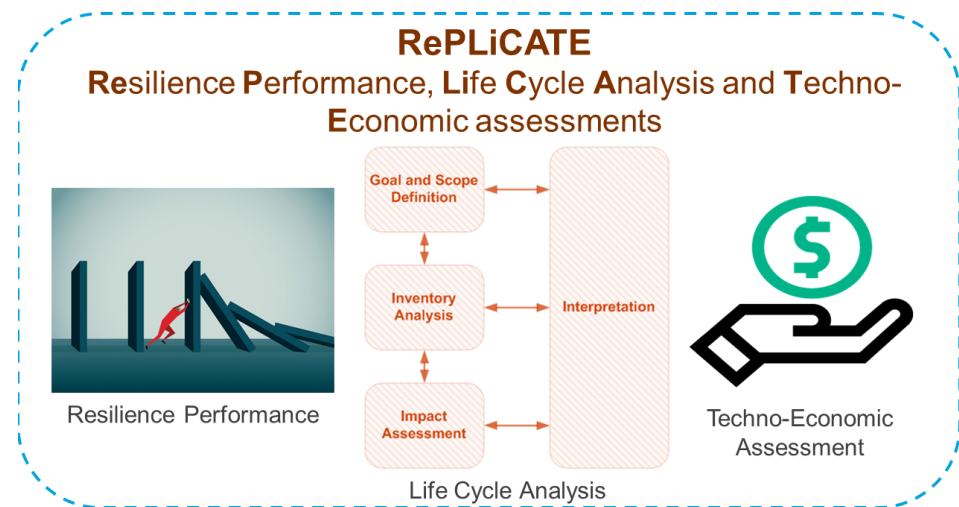 RePLiCATE
Resilience Performance, Life Cycle Analysis and Techno-
Economic assessments
Goal and Scope
Definition
Inventory
Analysis
Interpretation
Impact
Assessment
Resilience Performance
Life Cycle Analysis
$
Techno-Economic
Assessment